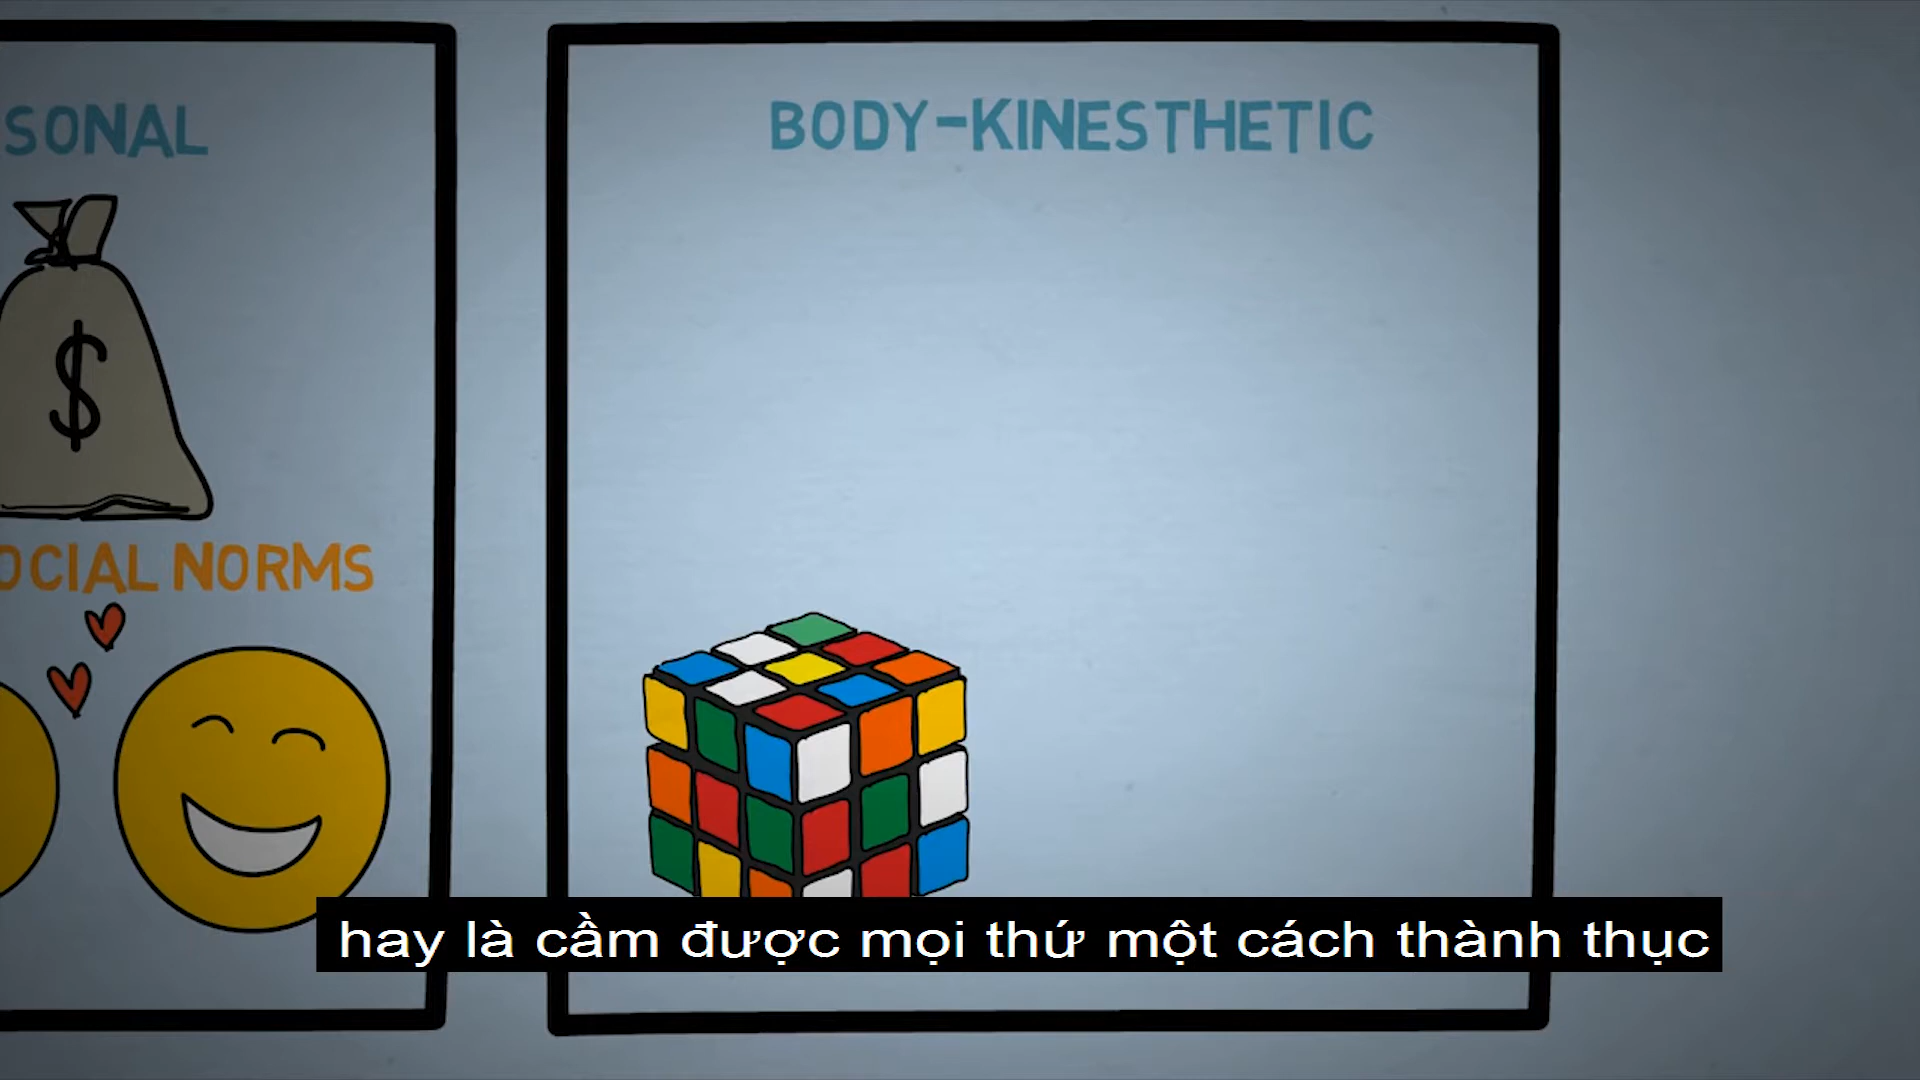 SONAL
BODY-KINESTHETIC
$
OCIAL NORMS
hay là cầm được mọi thứ một cách thành thục